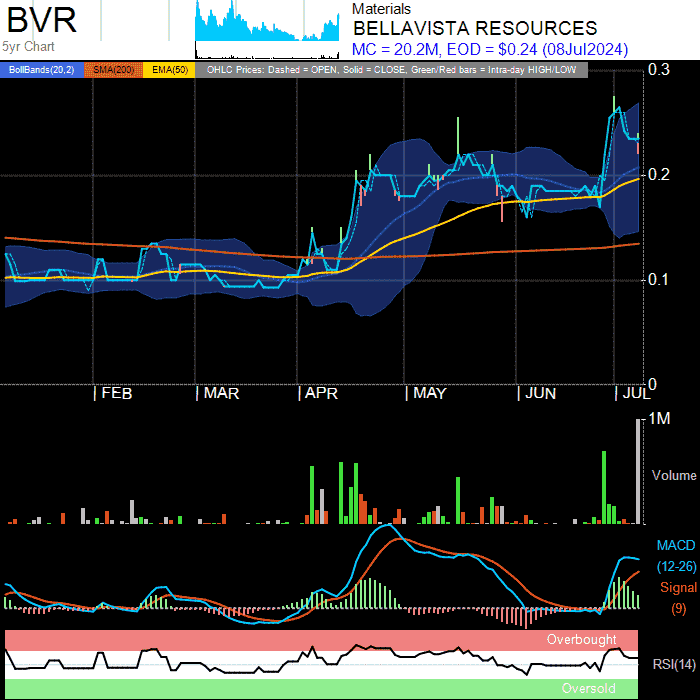 BVR
5yr Chart
Materials
BELLAVISTA RESOURCES
MC = 20.2M, EOD = $0.24 (08Jul2024)
BollBands(20,2) SMA(200) EMA(50) OHLC Prices: Dashed = OPEN, Solid = CLOSE, Green/Red bars = Intra-day HIGH/LOW
0.3
0.2
0.1
0
| FEB | MAR | APR | MAY | JUN | JUL
1M
Volume
MACD
(12-26)
Signal
(9)
Overbought
RSI(14)
Oversold